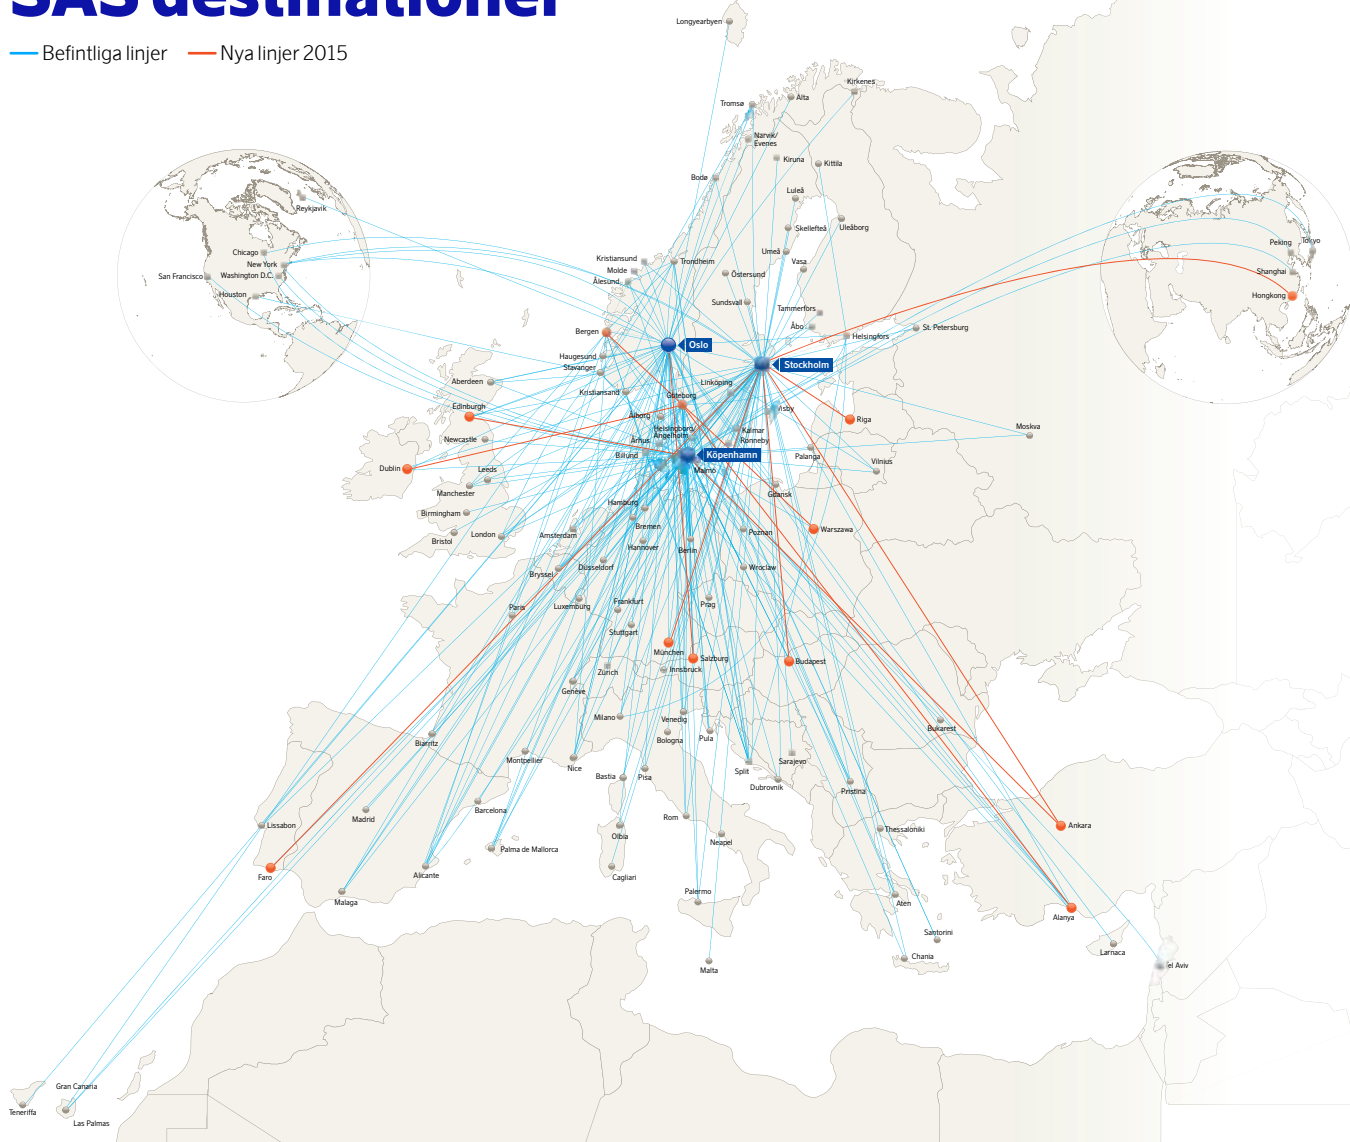 SAS destinationer
Befintliga linjer
Nya linjer 2015
Longyearbyen
Kirkenes
Tromsø
Alta
Narvik/
Evenes
Kiruna
Kittila
Bodø
Luleå
Skellefteå
Uleåborg
Umeå
Vasa
Kristiansund
Trondheim
Molde
Östersund
Ålesund
Sundsvall
Tammerfors
Åbo
Helsingfors
St. Petersburg
Bergen
Oslo
Stockholm
Haugesund
Stavanger
Aberdeen
Linköping
Kristiansand
Göteborg
Edinburgh
Ålborg
Visby
Riga
Moskva
Helsingborg/
Ängelholm
Kalmar
Newcastle
Århus
Ronneby
Billund
Köpenhamn
Palanga
Vilnius
Dublin
Leeds
Malmö
Manchester
Gdansk
Hamburg
Birmingham
Bremen
Warszawa
Bristol
London
Amsterdam
Poznan
Hannover
Berlin
Bryssel
Düsseldorf
Wroclaw
Paris
Luxemburg
Frankfurt
Prag
Stuttgart
München
Salzburg
Budapest
Zürich
Innsbruck
Genève
Milano
Venedig
Bukarest
Biarritz
Bologna
Pula
Montpellier
Nice
Bastia
Pisa
Split
Sarajevo
Dubrovnik
Pristina
Barcelona
Madrid
Rom
Lissabon
Olbia
Neapel
Thessaloniki
Ankara
Palma de Mallorca
Faro
Alicante
Cagliari
Malaga
Palermo
Aten
Alanya
Santorini
Chania
Larnaca
Malta
el Aviv
Gran Canaria
Teneriffa
Las Palmas
Reykjavik
Chicago
New York
San Francisco
Washington D.C.
Houston
Peking
Tokyo
Shanghai
Hongkong